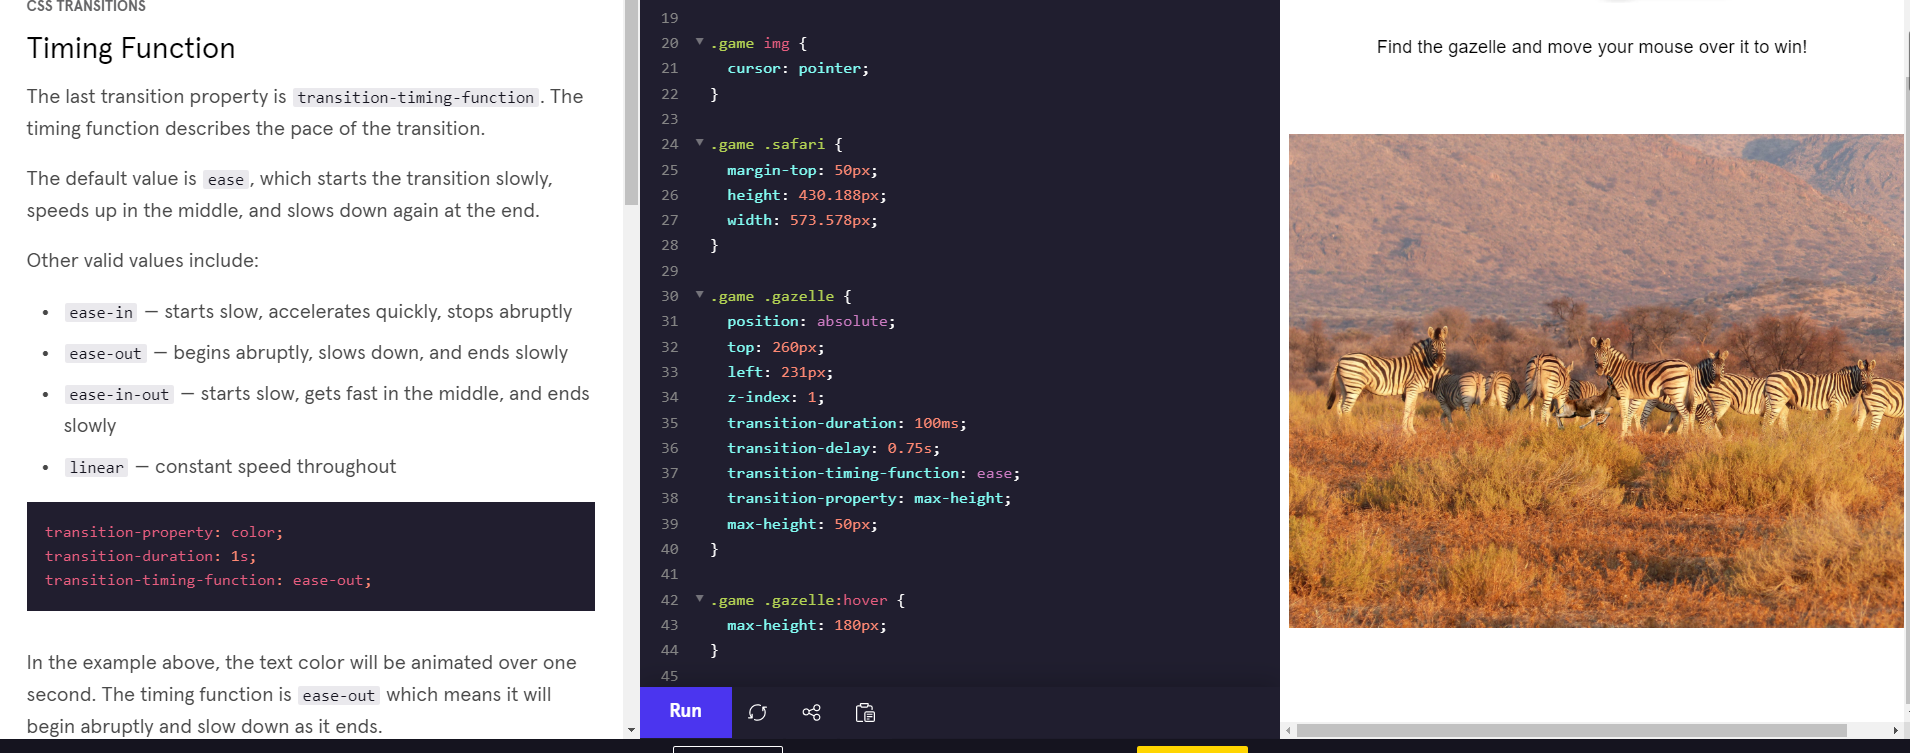 CSS TRANSITIONS
Timing Function
The last transition property is transition-timing-function. The
timing function describes the pace of the transition.
The default value is ease, which starts the transition slowly,
speeds up in the middle, and slows down again at the end.
Other valid values include:
• ease-in — starts slow, accelerates quickly, stops abruptly
• ease-out — begins abruptly, slows down, and ends slowly
• ease-in-out — starts slow, gets fast in the middle, and ends
slowly
• linear — constant speed throughout
transition-property: color;
transition-duration: 1s;
transition-timing-function: ease-out;
In the example above, the text color will be animated over one
second. The timing function is ease-out which means it will
begin abruptly and slow down as it ends.
19
20 .game img {
21 cursor: pointer;
22 }
23
24 .game .safari {
25 margin-top: 50px;
26 height: 430.188px;
27 width: 573.578px;
28 }
29
30 .game .gazelle {
31 position: absolute;
32 top: 260px;
33 left: 231px;
34 z-index: 1;
35 transition-duration: 100ms;
36 transition-delay: 0.75s;
37 transition-timing-function: ease;
38 transition-property: max-height;
39 max-height: 50px;
40 }
41
42 .game .gazelle:hover {
43 max-height: 180px;
44 }
45
Run
Find the gazelle and move your mouse over it to win!